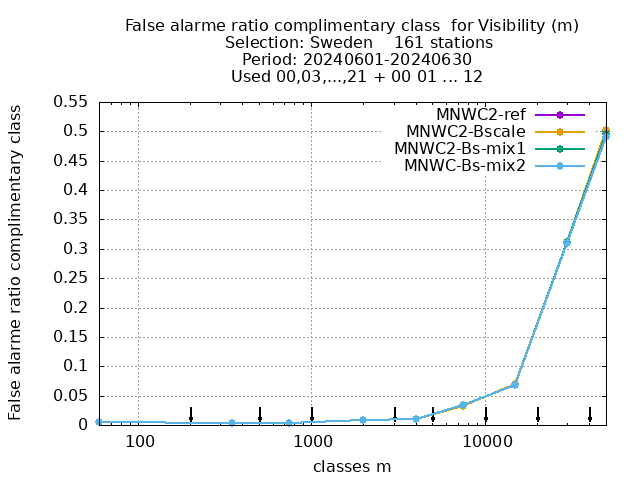 False alarme ratio complimentary class  for Visibility (m)
Selection: Sweden    161 stations
Period: 20240601-20240630
Used 00,03,...,21 + 00 01 ... 12
False alarme ratio complimentary class
0.55
0.5
0.45
0.4
0.35
0.3
0.25
0.2
0.15
0.1
0.05
0
MNWC2-ref
MNWC2-Bscale
MNWC2-Bs-mix1
MNWC-Bs-mix2
100
1000
10000
classes m